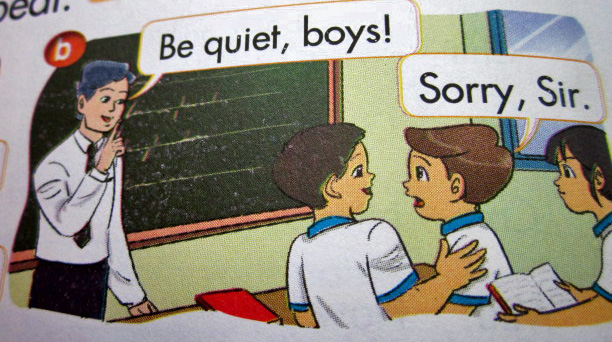 b
Be quiet, boys!
Sorry, Sir.